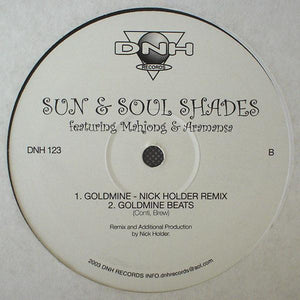 DNH
RECORDS
SUN & SOUL SHADES
featuring Mahjong & Aramansa
DNH 123
B
1. GOLDMINE - NICK HOLDER REMIX
2. GOLDMINE BEATS
(Conti, Brew)
Remix and Additional Production
by Nick Holder.
2003 DNH RECORDS INFO.dnhrecords@aol.com